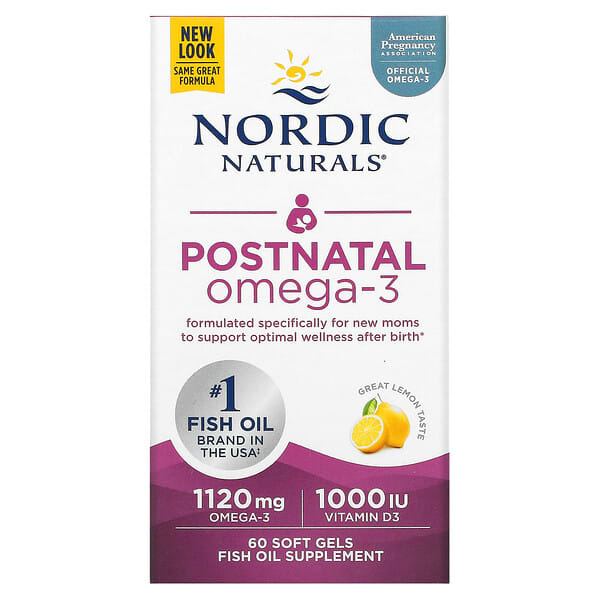 NEW
LOOK
SAME GREAT
FORMULA
American
Pregnancy
ASSOCIATION
OFFICIAL
OMEGA-3
NORDIC
NATURALS®
POSTNATAL
omega-3
formulated specifically for new moms
to support optimal wellness after birth*
#1
FISH OIL
BRAND IN
THE USA‡
GREAT LEMON TASTE
1120 mg
OMEGA-3
1000 IU
VITAMIN D3
60 SOFT GELS
FISH OIL SUPPLEMENT